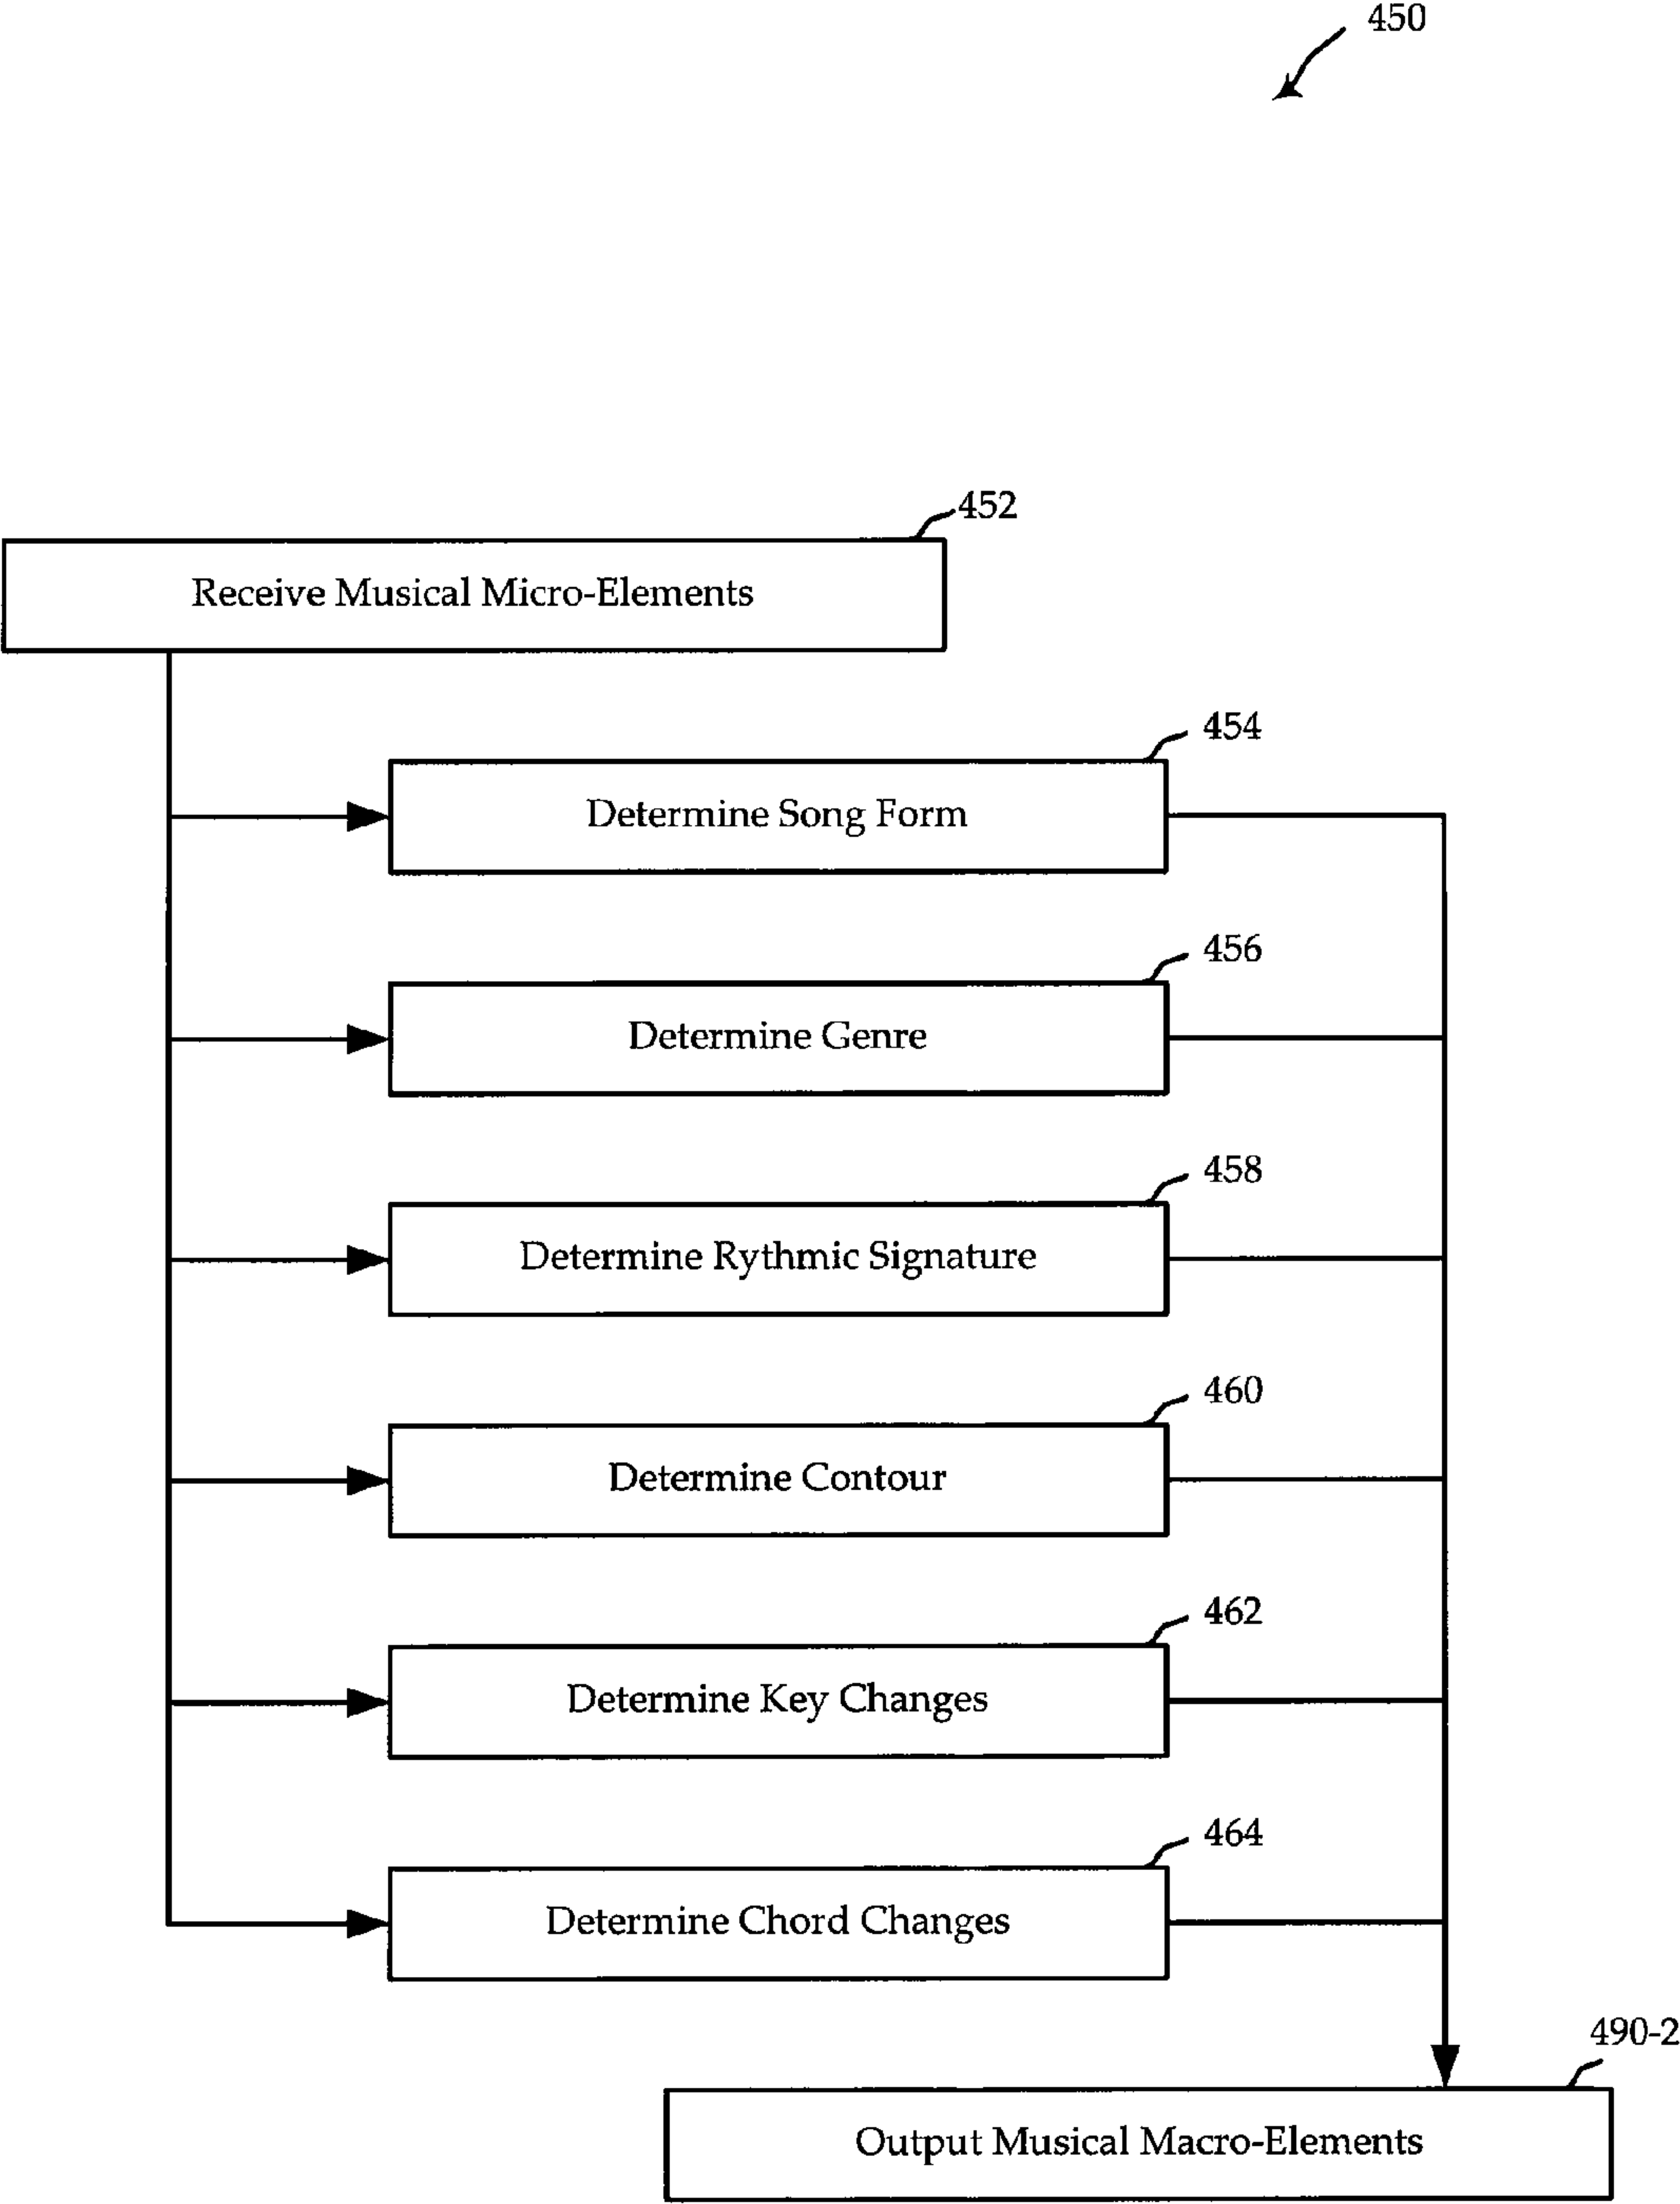 450
452
Receive Musical Micro-Elements
454
Determine Song Form
456
Determine Genre
458
Determine Rythmic Signature
460
Determine Contour
462
Determine Key Changes
464
Determine Chord Changes
490-2
Output Musical Macro-Elements